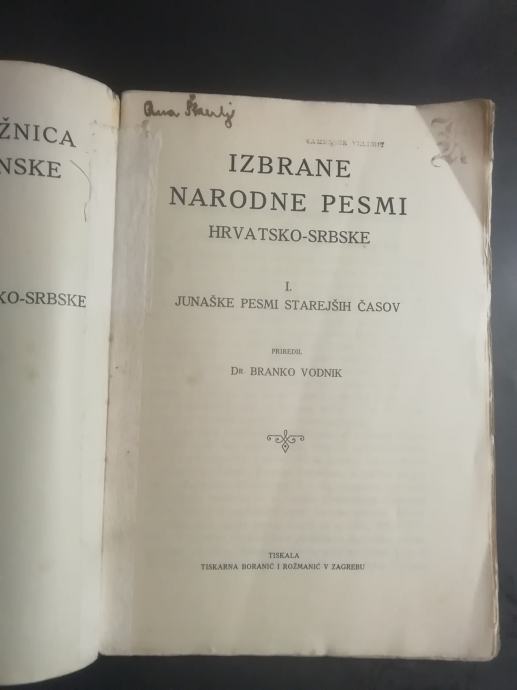 ŽNICA
NSKE
KO-SRBSKE
Ana
IZBRANE
NARODNE PESMI
HRVATSKO-SRBSKE
I.
JUNAŠKE PESMI STAREJŠIH ČASOV
PRIREDIL
DR. BRANKO VODNIK
TISKALA
TISKARNA BORANIĆ I ROŽMANIĆ V ZAGREBU